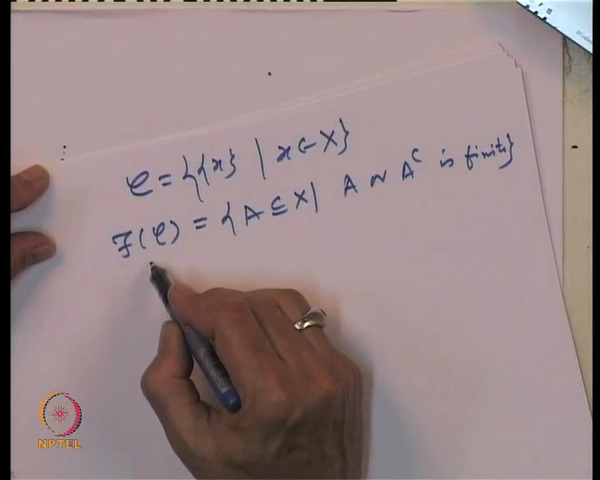 𝒞 = {{x} | x ∈ X}
ℱ(𝒞) = {A ⊆ X | A or A^c is finite}
NPTEL